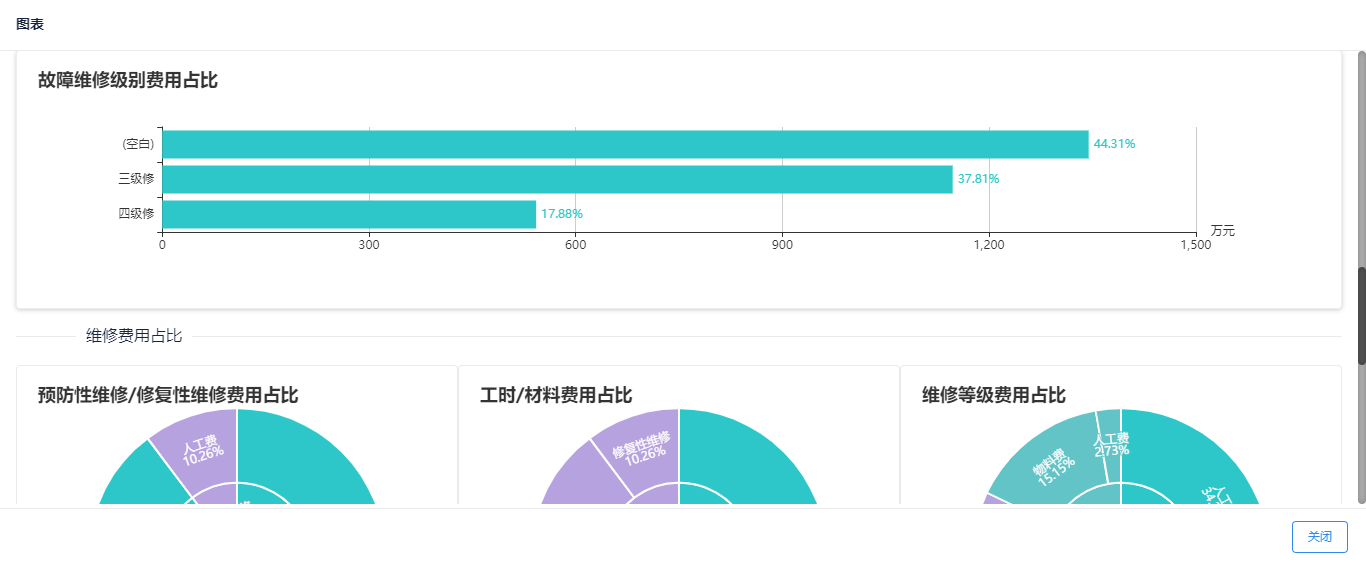 图表
故障维修级别费用占比
(空白)
44.31%
三级修
37.81%
四级修
17.88%
万元
0
300
600
900
1,200
1,500
维修费用占比
预防性维修/修复性维修费用占比
工时/材料费用占比
维修等级费用占比
人工费
10.26%
修复性维修
10.26%
物料费
15.15%
人工费
2.73%
关闭